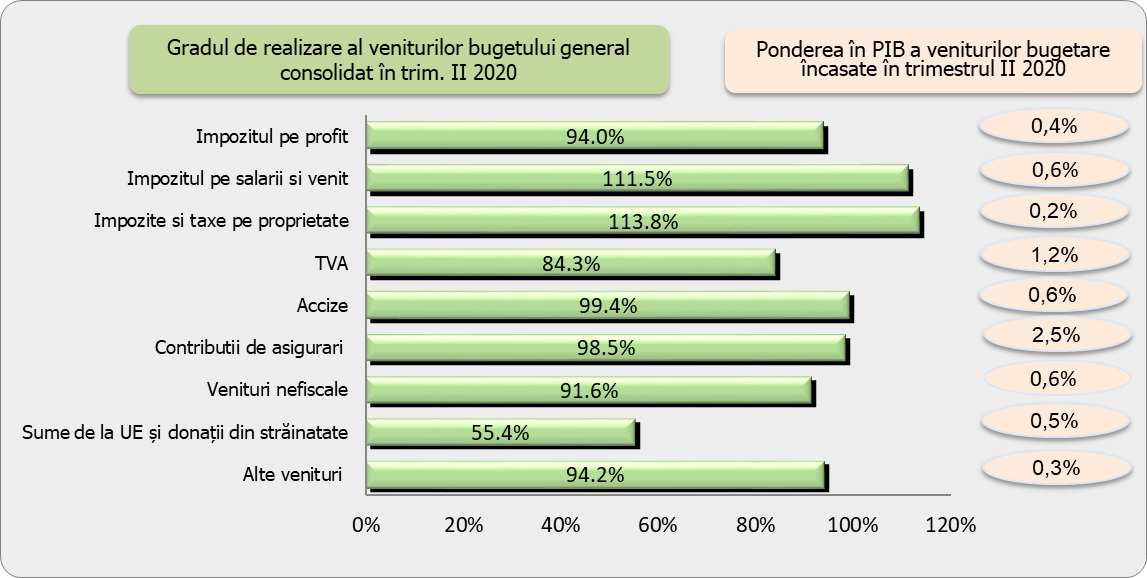 Gradul de realizare al veniturilor bugetului general
consolidat în trim. II 2020
Ponderea în PIB a veniturilor bugetare
încasate în trimestrul II 2020
Impozitul pe profit 94.0% 0,4%
Impozitul pe salarii si venit 111.5% 0,6%
Impozite si taxe pe proprietate 113.8% 0,2%
TVA 84.3% 1,2%
Accize 99.4% 0,6%
Contributii de asigurari 98.5% 2,5%
Venituri nefiscale 91.6% 0,6%
Sume de la UE și donații din străinatate 55.4% 0,5%
Alte venituri 94.2% 0,3%
0% 20% 40% 60% 80% 100% 120%